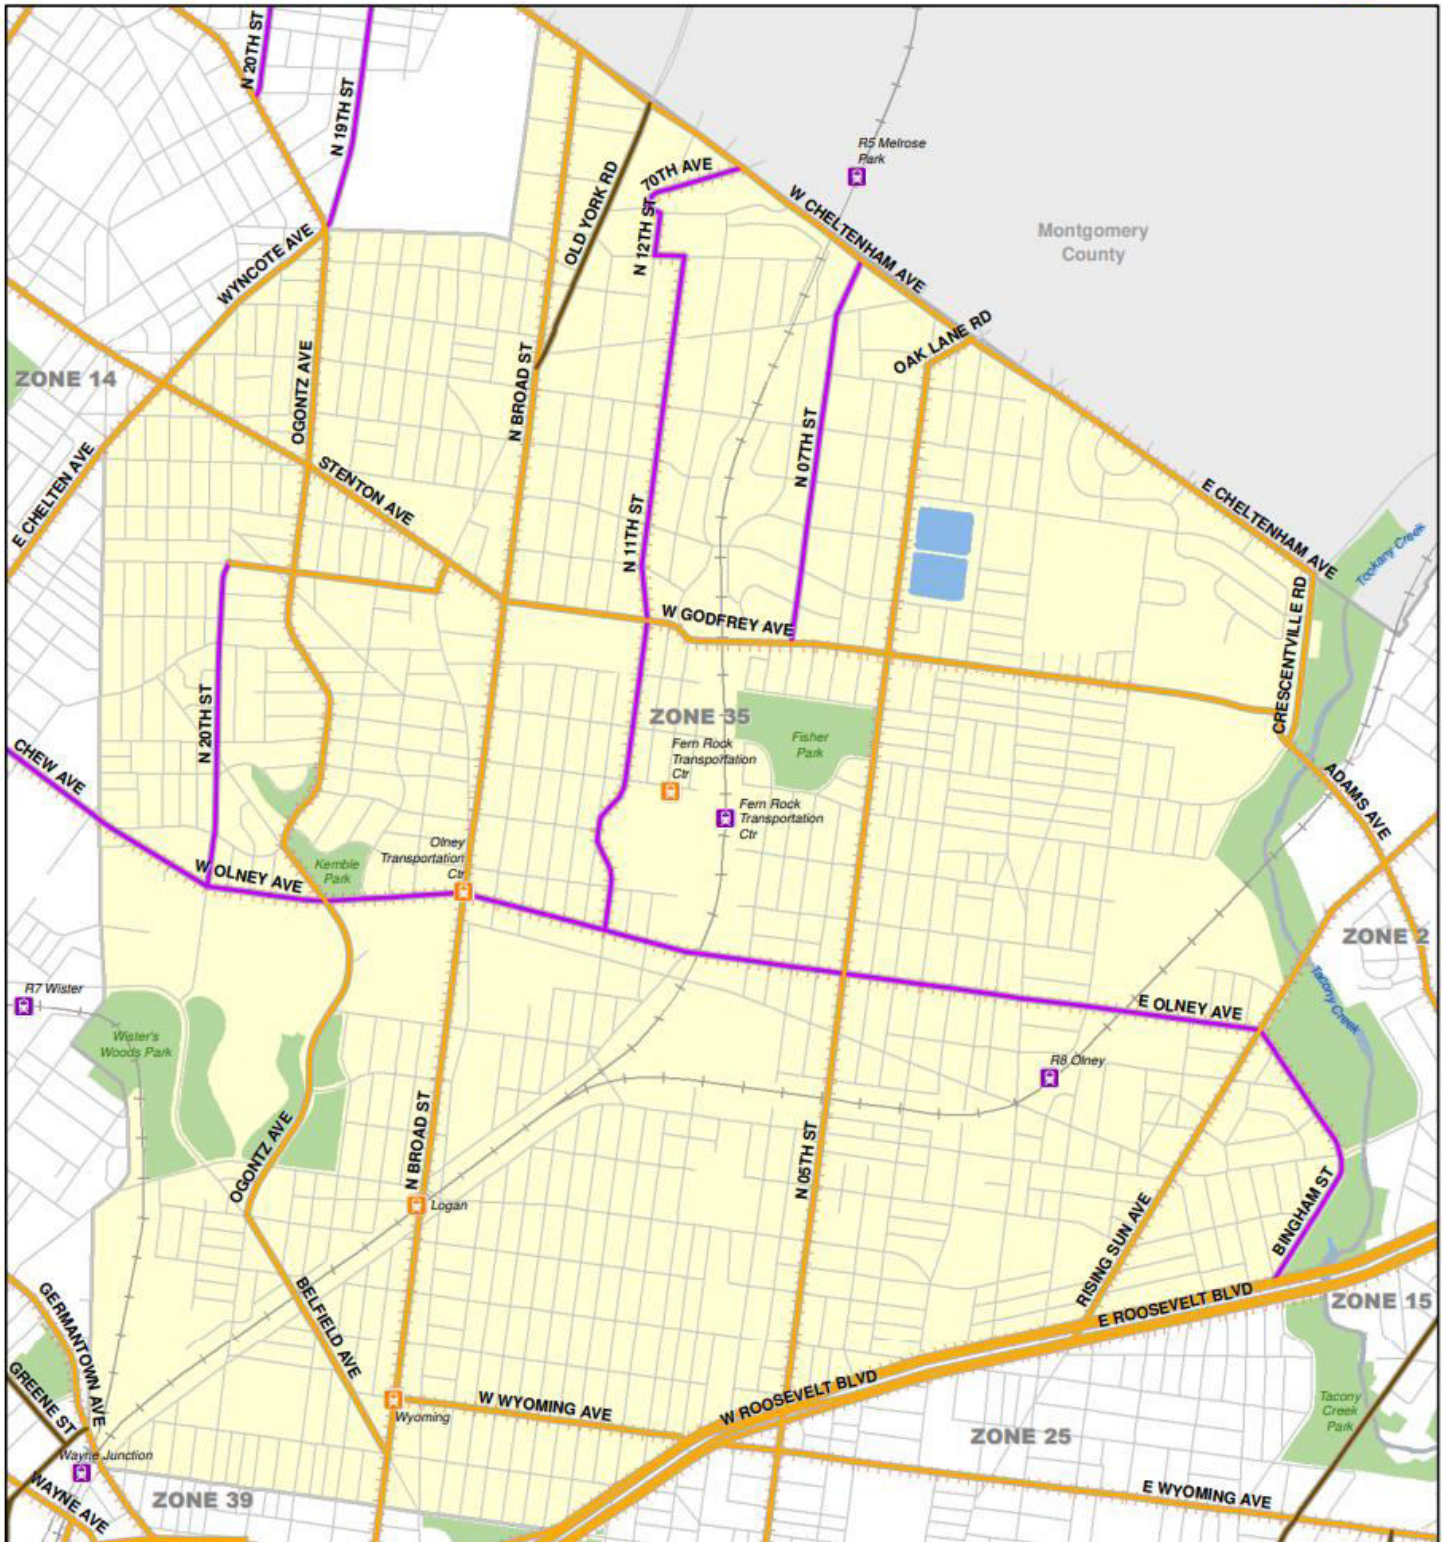 N 20TH ST
N 19TH ST
R5 Melrose
Park
OLD YORK RD
70TH AVE
N 12TH ST
W CHELTENHAM AVE
Montgomery
County
WYNCOTE AVE
OAK LANE RD
ZONE 14
OGONTZ AVE
N BROAD ST
E CHELTEN AVE
STENTON AVE
N 07TH ST
N 11TH ST
E CHELTENHAM AVE
Tookany Creek
W GODFREY AVE
CRESCENTVILLE RD
N 20TH ST
ZONE 35
Fisher
Park
Fern Rock
Transportation
Ctr
CHEW AVE
ADAMS AVE
Fern Rock
Transportation
Ctr
Olney
Transportation
Ctr
Kemble
Park
W OLNEY AVE
ZONE 2
R7 Wister
Tacony Creek
E OLNEY AVE
Wister's
Woods Park
R8 Olney
OGONTZ AVE
N BROAD ST
N 05TH ST
Logan
RISING SUN AVE
BINGHAM ST
BELFIELD AVE
GERMANTOWN AVE
E ROOSEVELT BLVD
ZONE 15
GREENE ST
W ROOSEVELT BLVD
W WYOMING AVE
Wyoming
Tacony
Creek
Park
ZONE 25
Wayne Junction
WAYNE AVE
ZONE 39
E WYOMING AVE